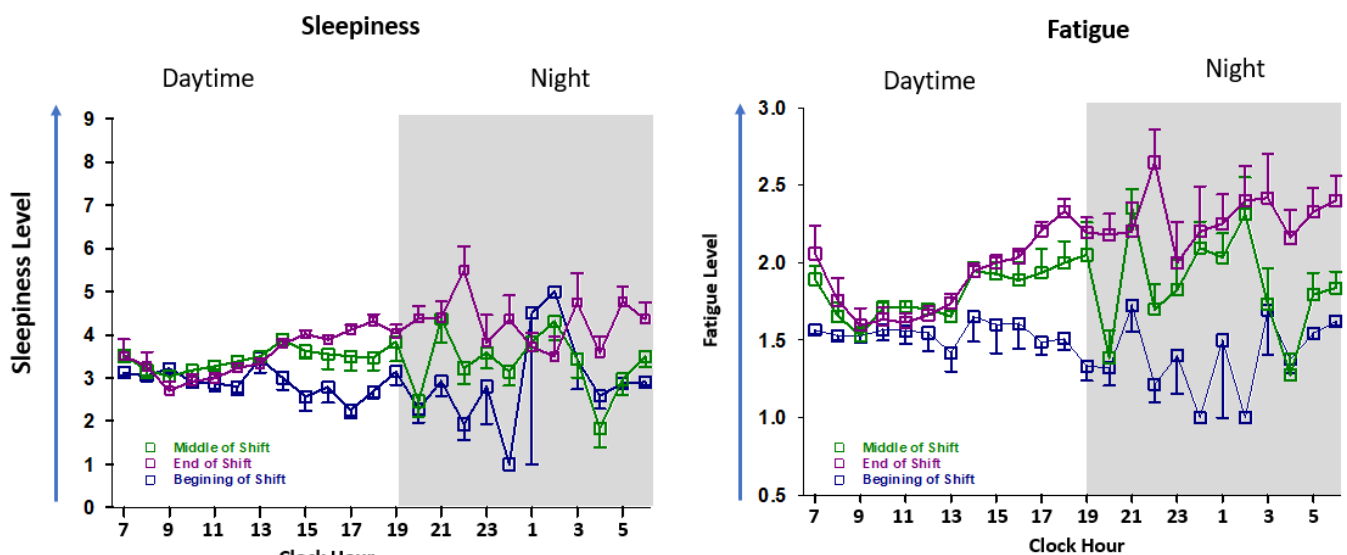 Sleepiness
Daytime
Night
Sleepiness Level
9
8
7
6
5
4
3
2
1
0
Middle of Shift
End of Shift
Begining of Shift
7 9 11 13 15 17 19 21 23 1 3 5
Clock Hour
Fatigue
Daytime
Night
Fatigue Level
3.0
2.5
2.0
1.5
1.0
0.5
Middle of Shift
End of Shift
Begining of Shift
7 9 11 13 15 17 19 21 23 1 3 5
Clock Hour